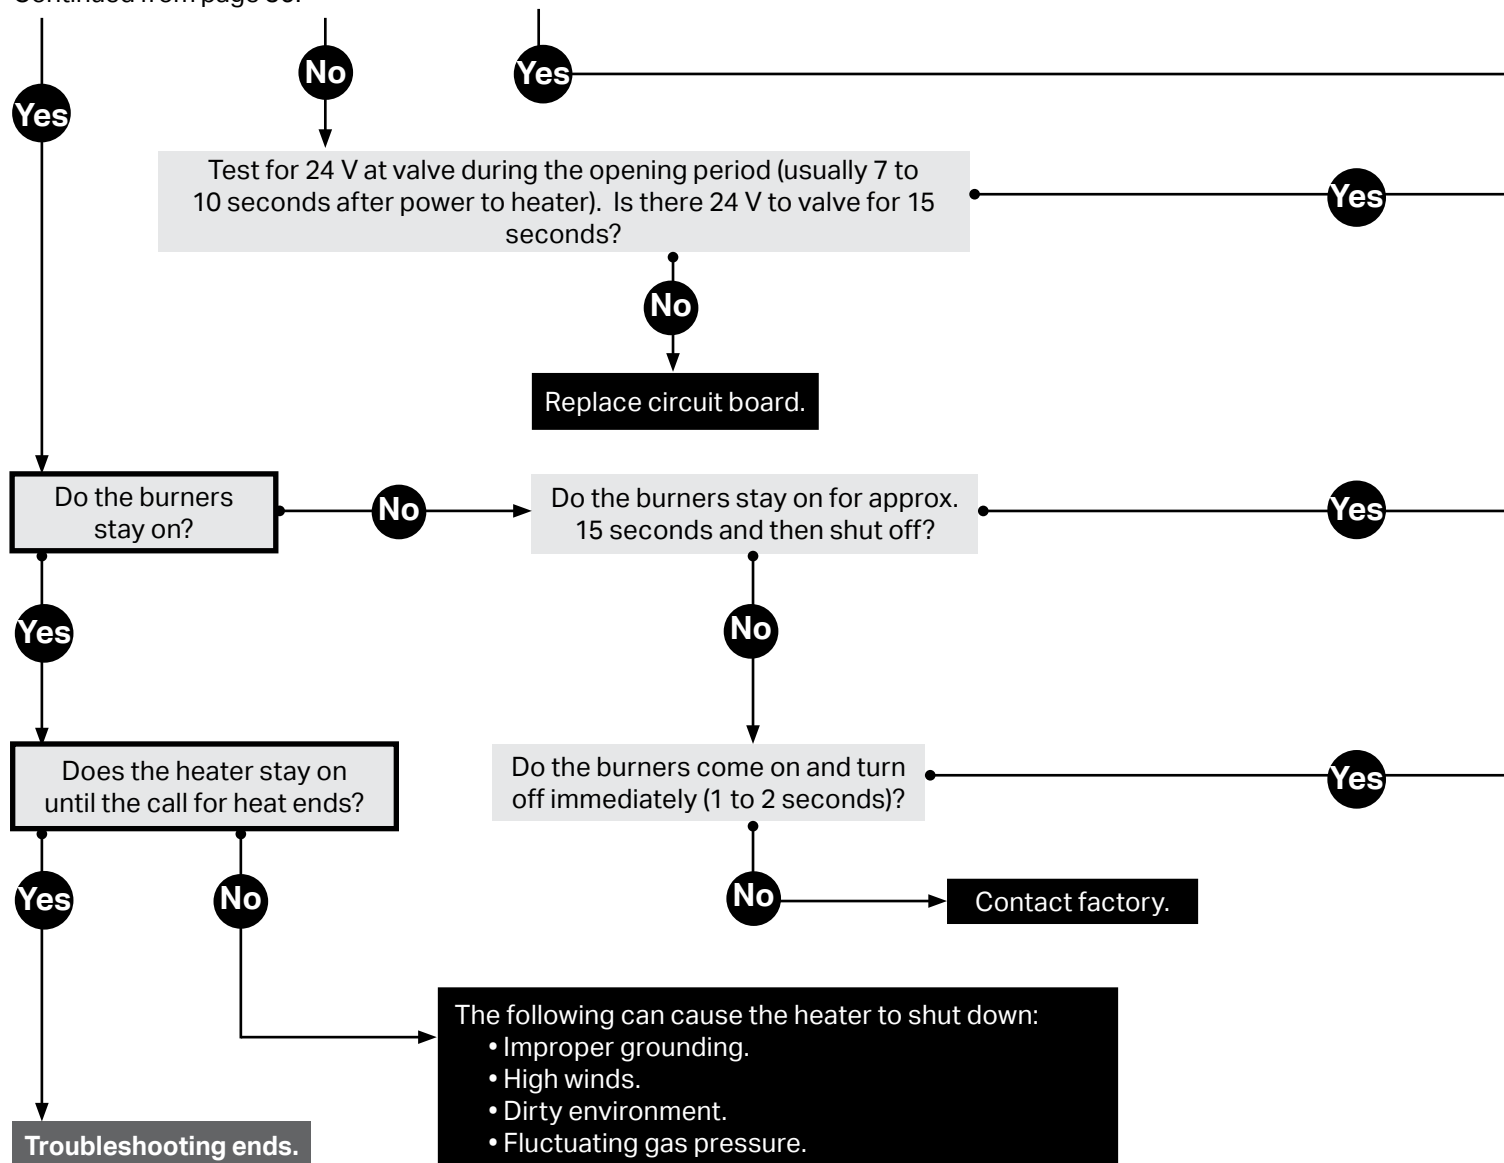 Yes
No
Yes
Test for 24 V at valve during the opening period (usually 7 to
10 seconds after power to heater). Is there 24 V to valve for 15
seconds?
Yes
No
Replace circuit board.
Do the burners
stay on?
No
Do the burners stay on for approx.
15 seconds and then shut off?
Yes
Yes
No
Does the heater stay on
until the call for heat ends?
Do the burners come on and turn
off immediately (1 to 2 seconds)?
Yes
Yes
No
No
Contact factory.
The following can cause the heater to shut down:
• Improper grounding.
• High winds.
• Dirty environment.
• Fluctuating gas pressure.
Troubleshooting ends.